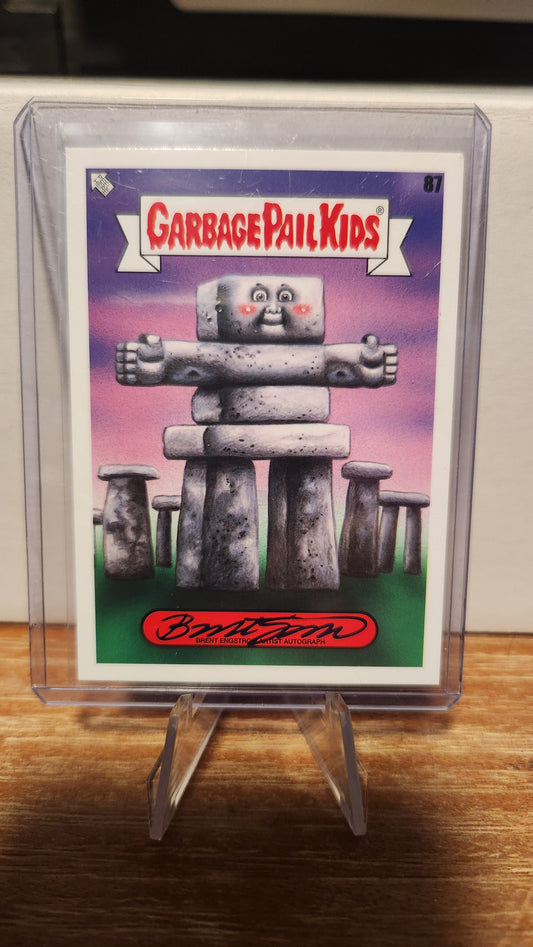 87
GARBAGE PAIL KIDS®
BRENT ENGSTROM ARTIST AUTOGRAPH